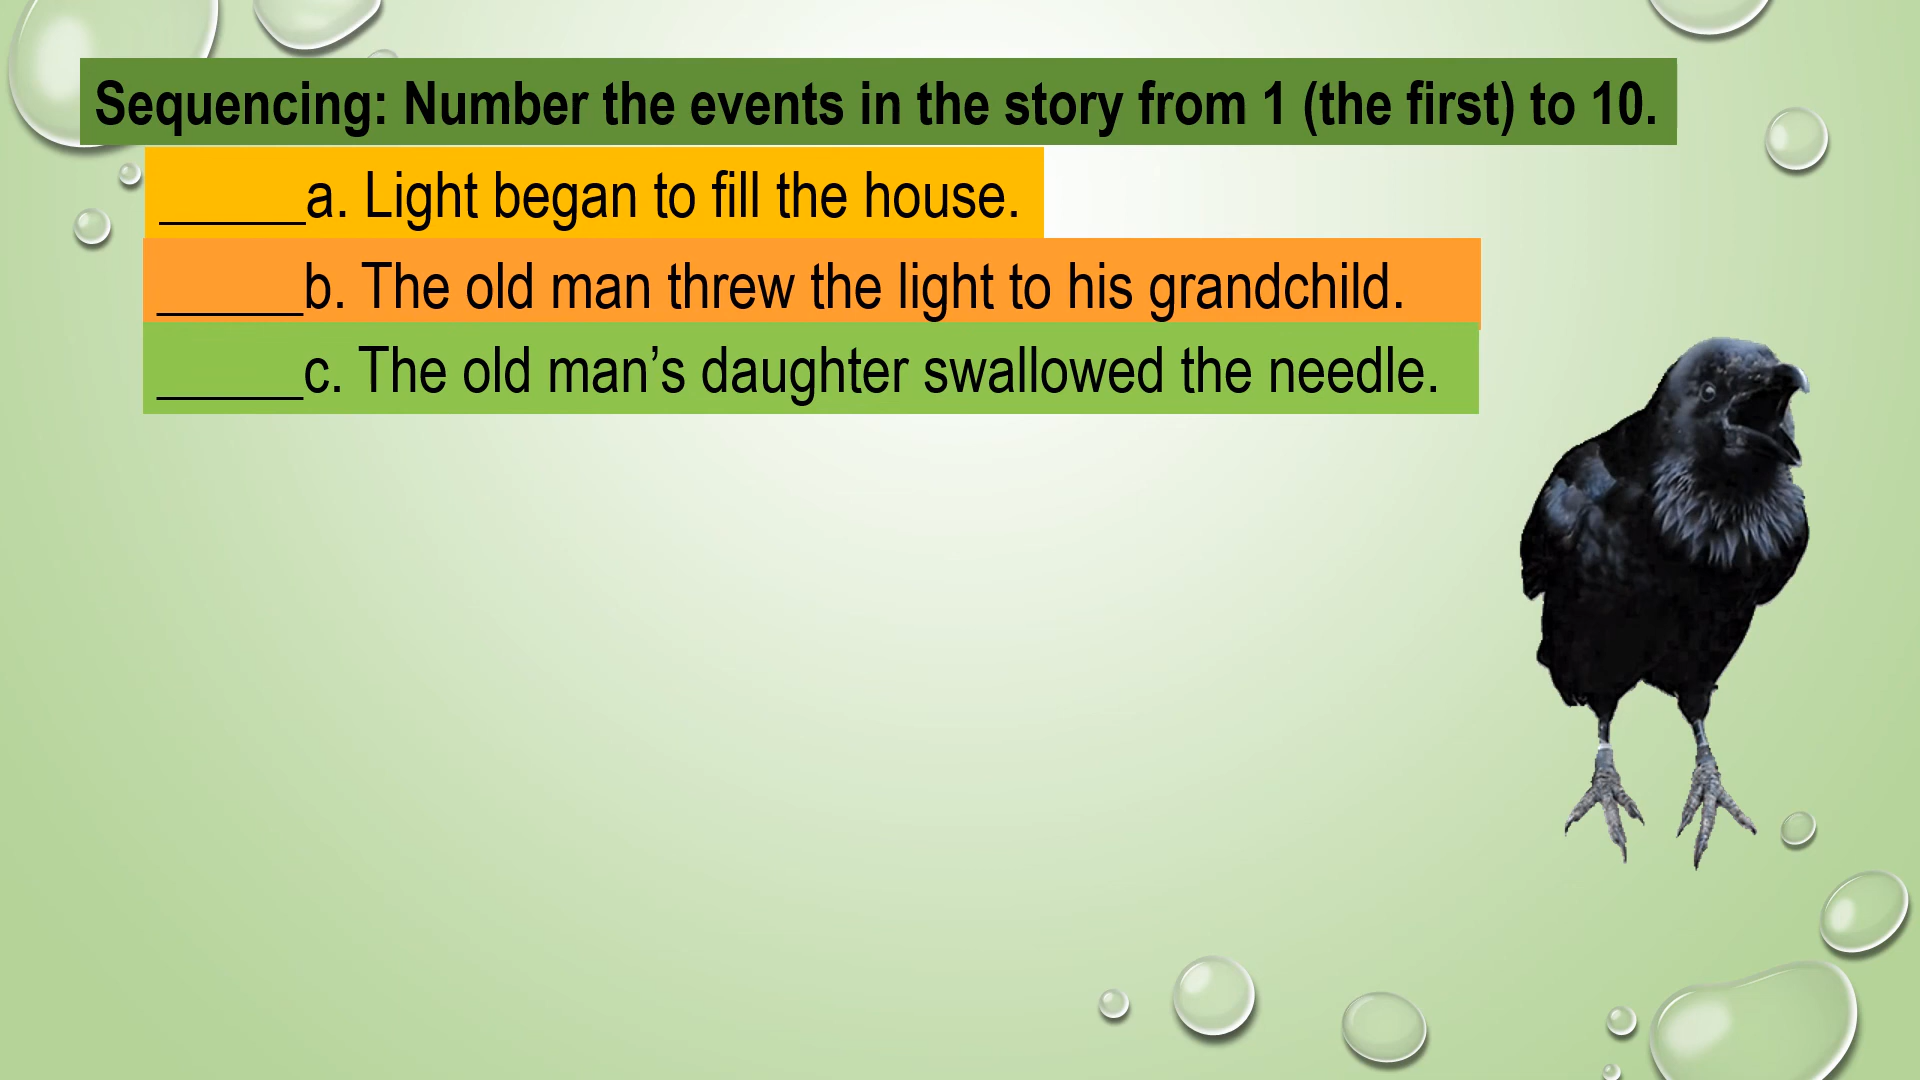 Sequencing: Number the events in the story from 1 (the first) to 10.
_____a. Light began to fill the house.
_____b. The old man threw the light to his grandchild.
_____c. The old man’s daughter swallowed the needle.